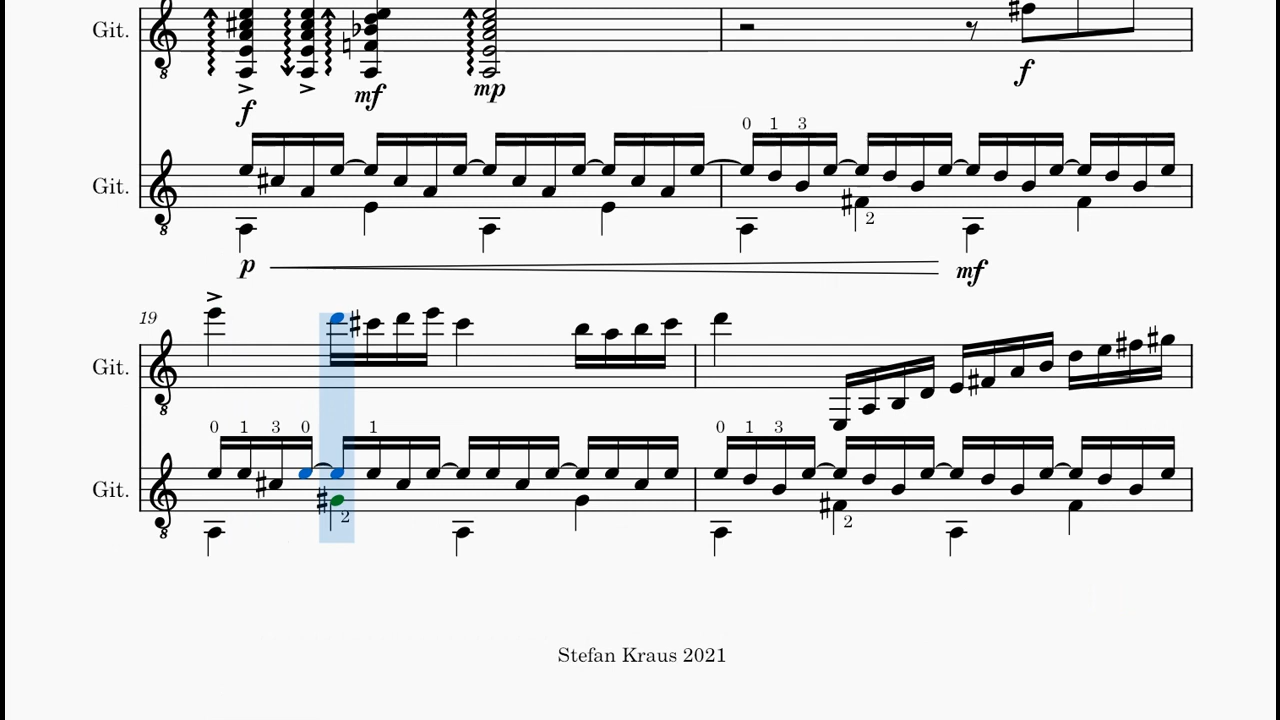 Git.
f mf mp f
0 1 3
Git.
2
p mf
19
Git.
0 1 3 0 1 0 1 3
Git.
2 2
Stefan Kraus 2021